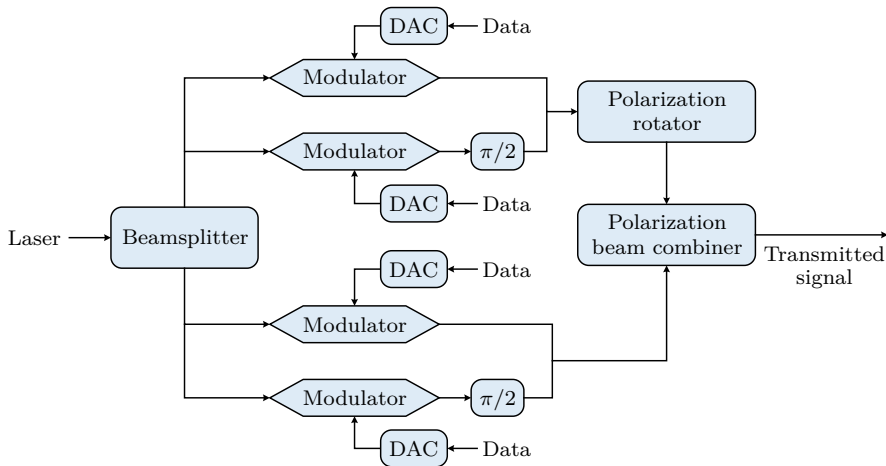 DAC
Data
Modulator
Polarization
rotator
Modulator
π/2
DAC
Data
Laser
Beamsplitter
Polarization
beam combiner
Transmitted
signal
DAC
Data
Modulator
Modulator
π/2
DAC
Data